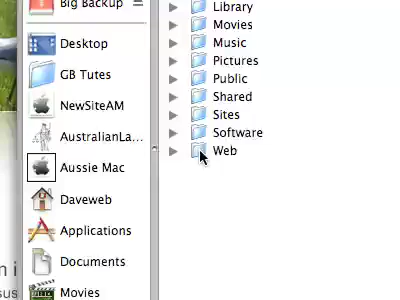 Big Backup
Desktop
GB Tutes
NewSiteAM
AustralianLa...
Aussie Mac
Daveweb
Applications
Documents
Movies
Library
Movies
Music
Pictures
Public
Shared
Sites
Software
Web